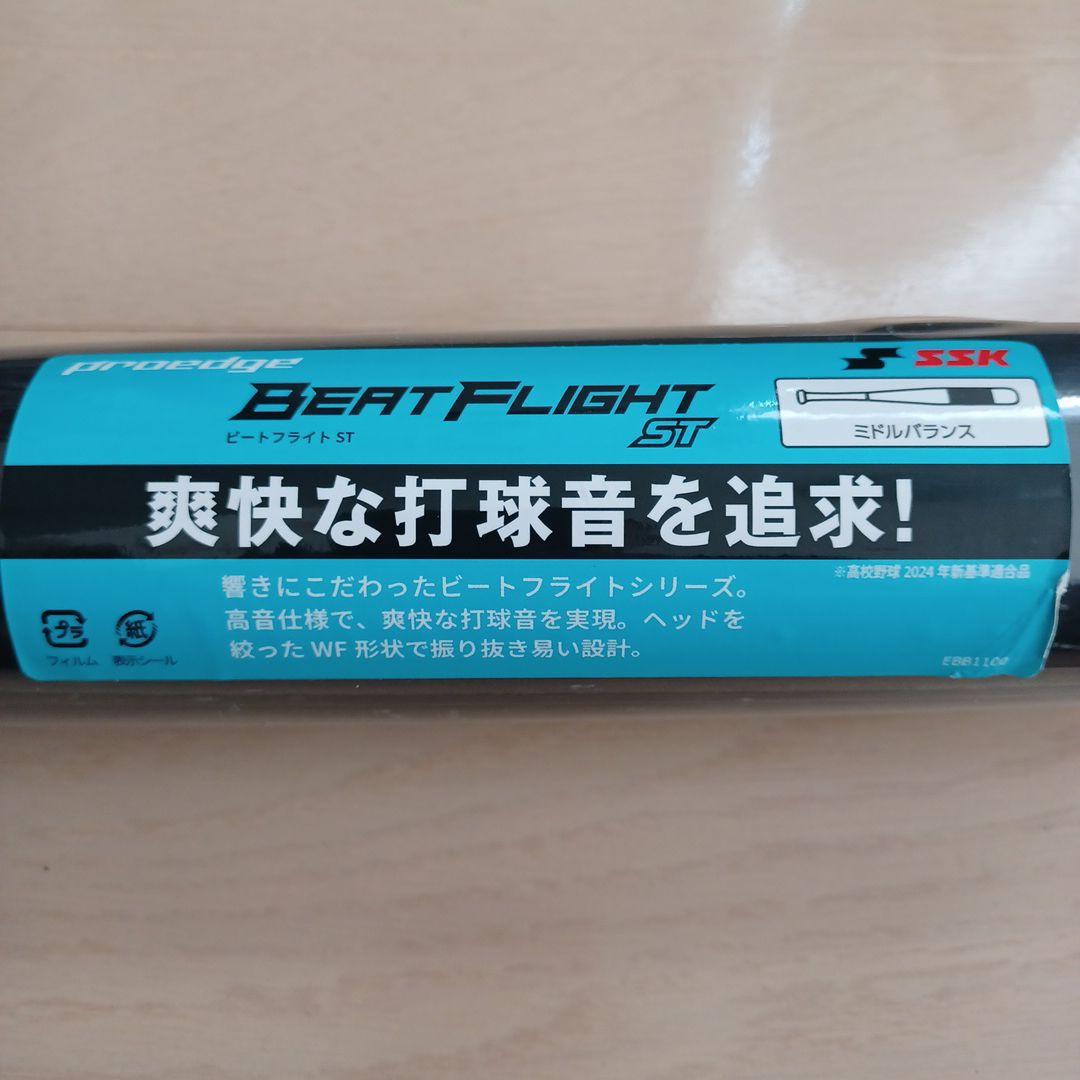 proedge
SSK
BEAT FLIGHT
ST
ビートフライト ST
ミドルバランス
爽快な打球音を追求!
※高校野球 2024 年新基準適合品
響きにこだわったビートフライトシリーズ。
高音仕様で、爽快な打球音を実現。ヘッドを
絞った WF 形状で振り抜き易い設計。
プラ
フィルム
紙
表示シール
EBB1100